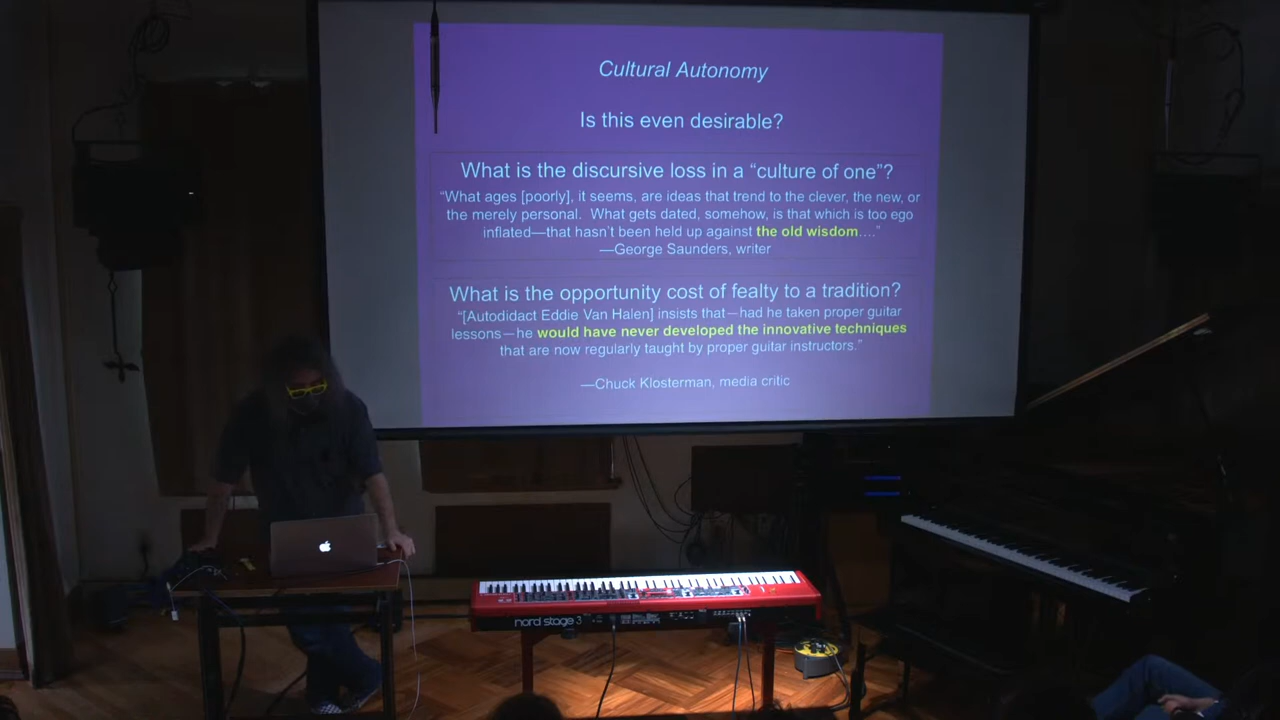 Cultural Autonomy
Is this even desirable?
What is the discursive loss in a “culture of one”?
“What ages [poorly], it seems, are ideas that trend to the clever, the new, or
the merely personal.  What gets dated, somehow, is that which is too ego
inflated—that hasn’t been held up against the old wisdom....”
—George Saunders, writer
What is the opportunity cost of fealty to a tradition?
“[Autodidact Eddie Van Halen] insists that—had he taken proper guitar
lessons—he would have never developed the innovative techniques
that are now regularly taught by proper guitar instructors.”
—Chuck Klosterman, media critic
nord stage 3